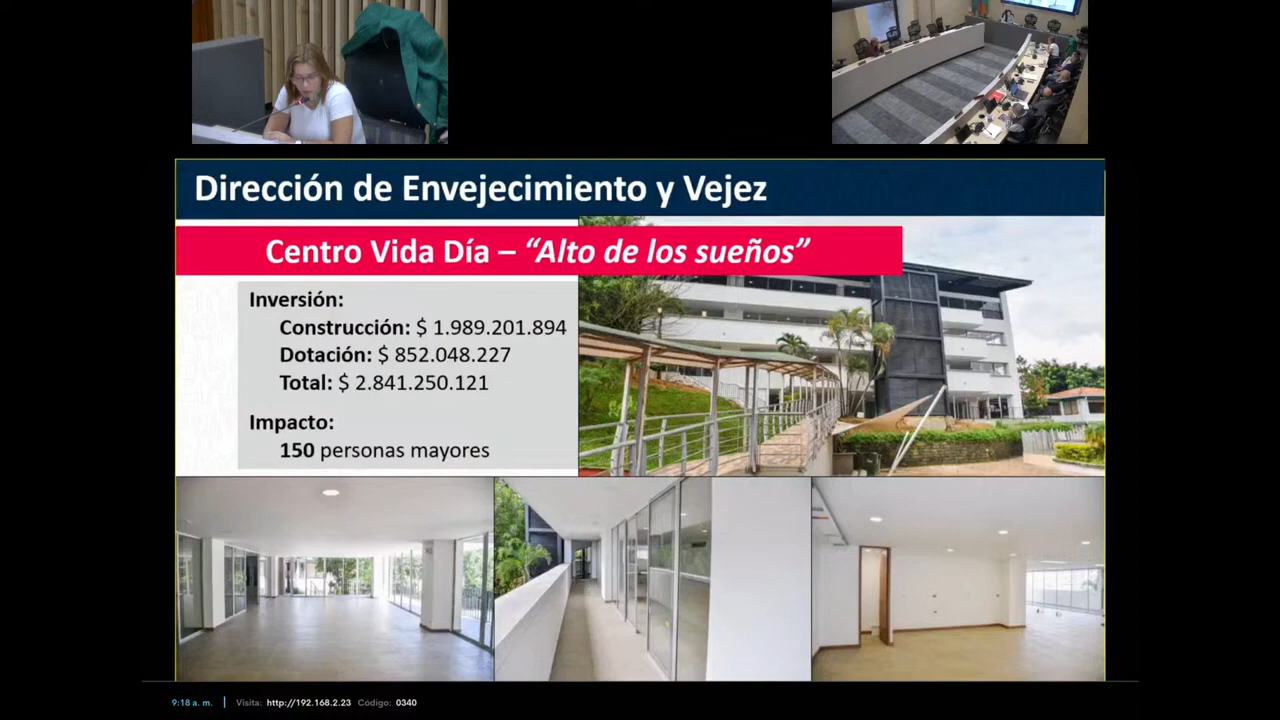 Dirección de Envejecimiento y Vejez
Centro Vida Día – “Alto de los sueños”
Inversión:
Construcción: $ 1.989.201.894
Dotación: $ 852.048.227
Total: $ 2.841.250.121
Impacto:
150 personas mayores
9:18 a. m. | Visita: http://192.168.2.23 Código: 0340